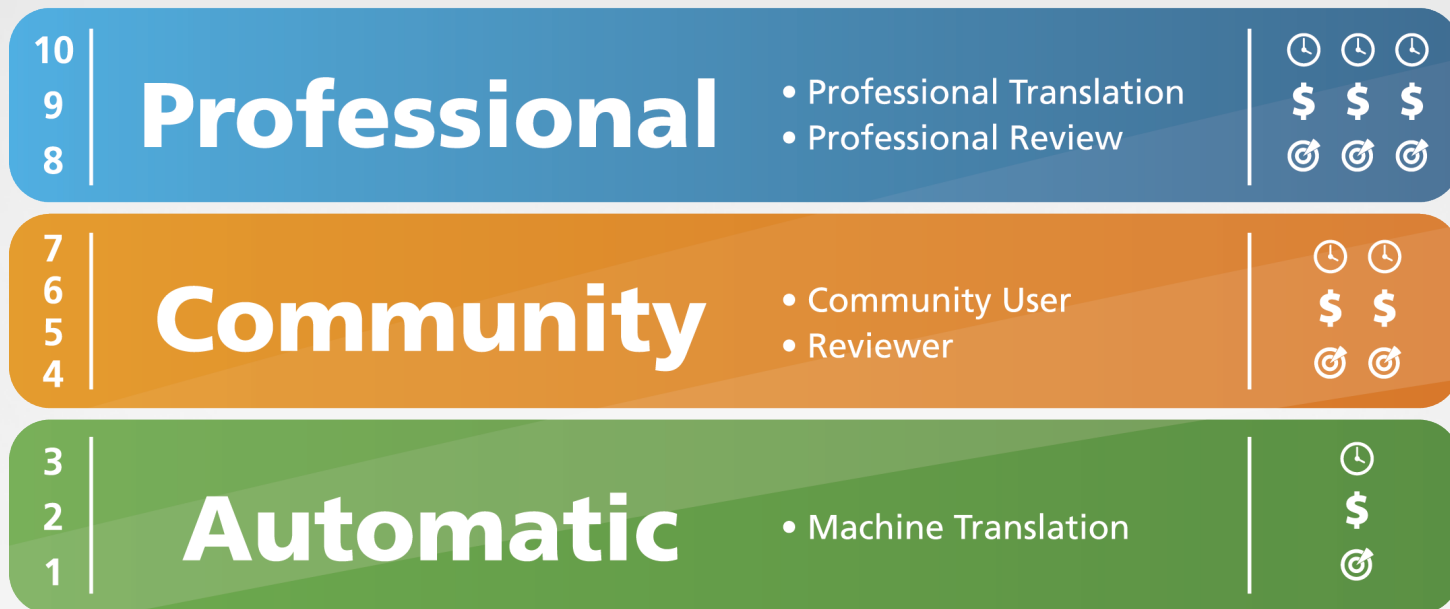 10
9
8
Professional
• Professional Translation
• Professional Review
$ $ $
7
6
5
4
Community
• Community User
• Reviewer
$ $
3
2
1
Automatic
• Machine Translation
$